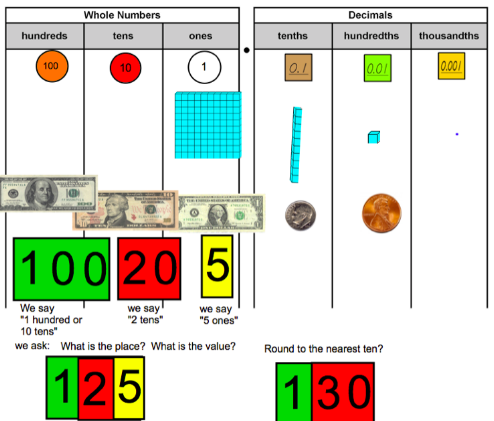 Whole Numbers
Decimals
hundreds tens ones
tenths hundredths thousandths
100 10 1
0.1 0.01 0.001
100 20 5
We say
"1 hundred or
10 tens"
we say
"2 tens"
we say
"5 ones"
we ask: What is the place? What is the value?
Round to the nearest ten?
125
130